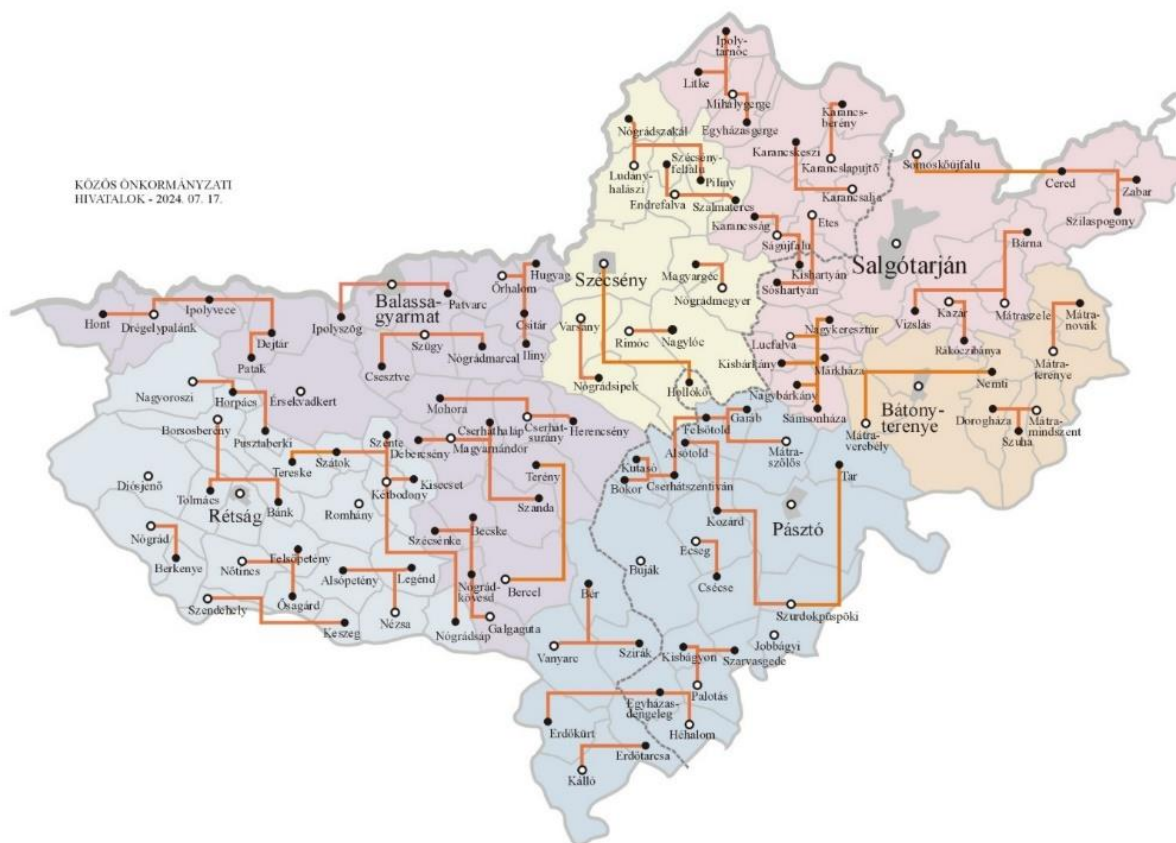 KÖZÖS ÖNKORMÁNYZATI
HIVATALOK - 2024. 07. 17.
Ipoly-
tarnóc
Litke
Mihálygerge
Egyházasgerge
Karancs-
berény
Nógrádszakál
Karancskeszi
Karancslapujtő
Szécsény-
felfalu
Ludány-
halászi
Piliny
Endrefalva
Szalmatercs
Karancsalja
Somoskőújfalu
Cered
Zabar
Szilaspogony
Karancsság
Etes
Ságújfalu
Bárna
Kishartyán
Sóshartyán
Salgótarján
Szécsény
Magyargéc
Nógrádmegyer
Hugyag
Őrhalom
Balassa-
gyarmat
Patvarc
Ipolyszög
Ipolyvece
Hont
Drégelypalánk
Dejtár
Patak
Csitár
Varsány
Rimóc
Nagylóc
Szügy
Nógrádmarcal
Iliny
Csesztve
Nógrádsipek
Hollókő
Vizslás
Kazár
Mátraszele
Mátra-
novák
Rákóczibánya
Nagykeresztúr
Lucfalva
Kisbárkány
Márkháza
Nagybárkány
Sámsonháza
Mátra-
terenye
Nemti
Bátony-
terenye
Dorogháza
Mátra-
mindszent
Szuha
Mátra-
verebély
Nagyoroszi
Horpács
Érsekvadkert
Borsosberény
Pusztaberki
Mohora
Cserháthaláp
Cserhát-
surány
Herencsény
Szente
Debercsény
Magyarnándor
Tereske
Szátok
Garáb
Felsőtold
Alsótold
Mátra-
szőlős
Kutasó
Bokor
Cserhátszentiván
Tar
Diósjenő
Tolmács
Rétság
Bánk
Romhány
Kétbodony
Kisecset
Terény
Szanda
Kozárd
Pásztó
Nógrád
Berkenye
Nőtincs
Felsőpetény
Alsópetény
Legénd
Szécsénke
Becske
Ecseg
Csécse
Buják
Szendehely
Ősagárd
Keszeg
Nézsa
Nógrádsáp
Nógrád-
kövesd
Galgaguta
Bercel
Bér
Szurdokpüspöki
Jobbágyi
Vanyarc
Szirák
Kisbágyon
Szarvasgede
Palotás
Egyházas-
dengeleg
Erdőkürt
Héhalom
Erdőtarcsa
Kálló